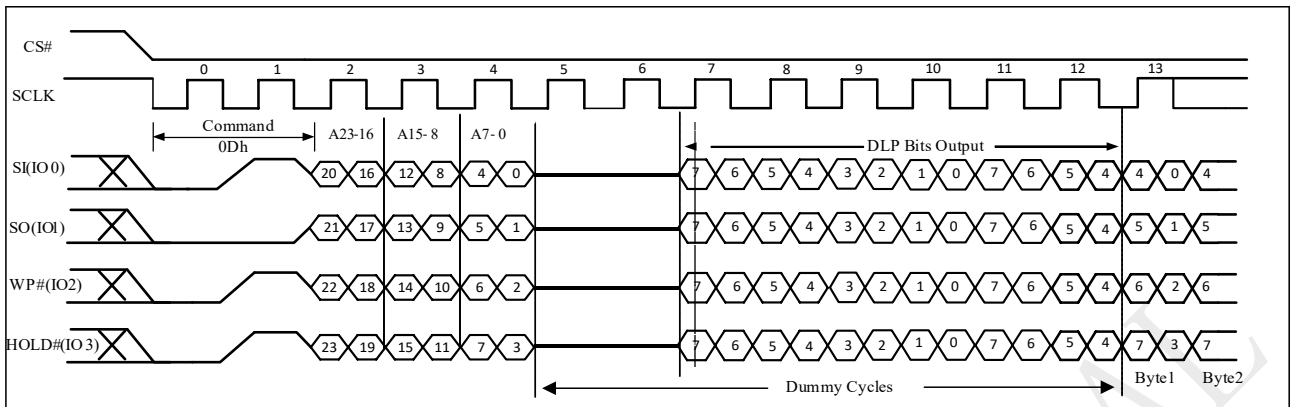 CS#
0 1 2 3 4 5 6 7 8 9 10 11 12 13
SCLK
Command
0Dh
A23-16 A15-8 A7-0
DLP Bits Output
SI(IO0) 20 16 12 8 4 0 7 6 5 4 3 2 1 0 7 6 5 4 4 0 4
SO(IO1) 21 17 13 9 5 1 7 6 5 4 3 2 1 0 7 6 5 4 5 1 5
WP#(IO2) 22 18 14 10 6 2 7 6 5 4 3 2 1 0 7 6 5 4 6 2 6
HOLD#(IO3) 23 19 15 11 7 3 7 6 5 4 3 2 1 0 7 6 5 4 7 3 7
Byte1 Byte2
Dummy Cycles